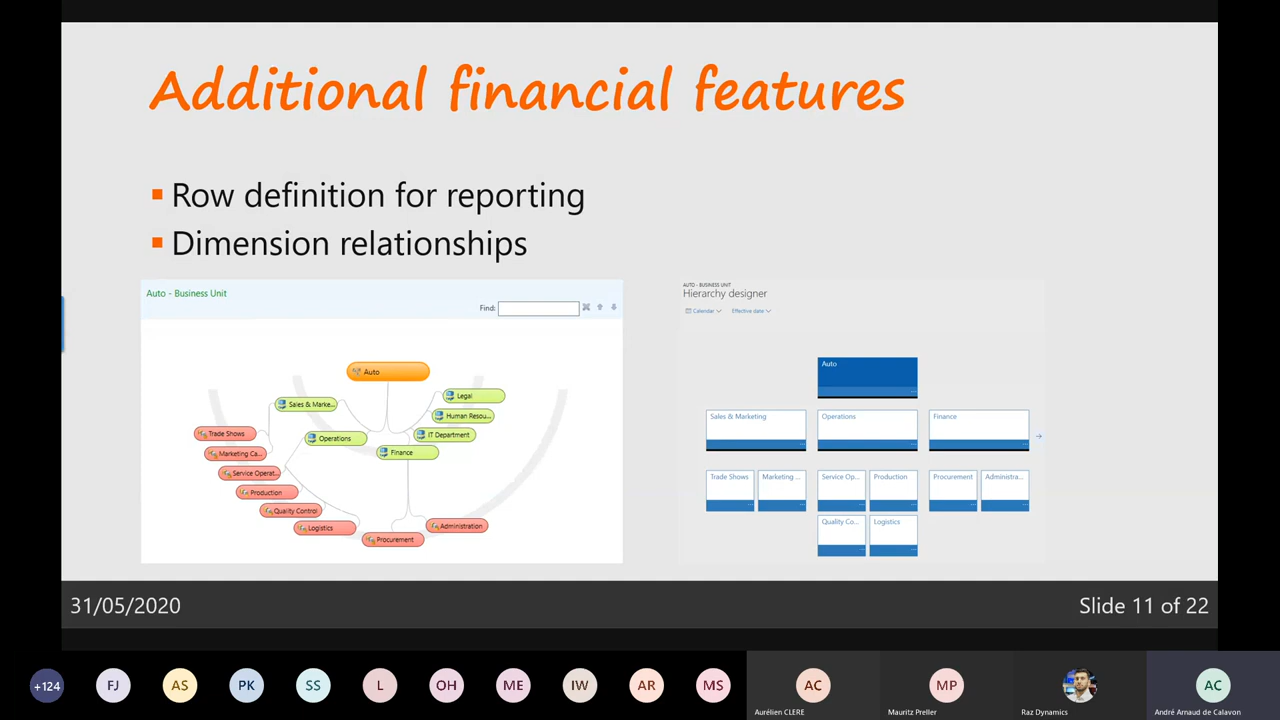 Additional financial features
Row definition for reporting
Dimension relationships
Auto - Business Unit
Find:
Auto
Sales & Marke...
Legal
Human Resou...
Operations
IT Department
Finance
Trade Shows
Marketing Ca...
Service Operat...
Production
Quality Control
Logistics
Administration
Procurement
AUTO - BUSINESS UNIT
Hierarchy designer
Calendar
Effective date
Auto
Sales & Marketing
Operations
Finance
Trade Shows
Marketing ...
Service Op...
Production
Procurement
Administra...
Quality Co...
Logistics
31/05/2020
Slide 11 of 22
+124
FJ
AS
PK
SS
L
OH
ME
IW
AR
MS
AC
Aurélien CLERE
MP
Mauritz Preller
Raz Dynamics
AC
André Arnaud de Calavon